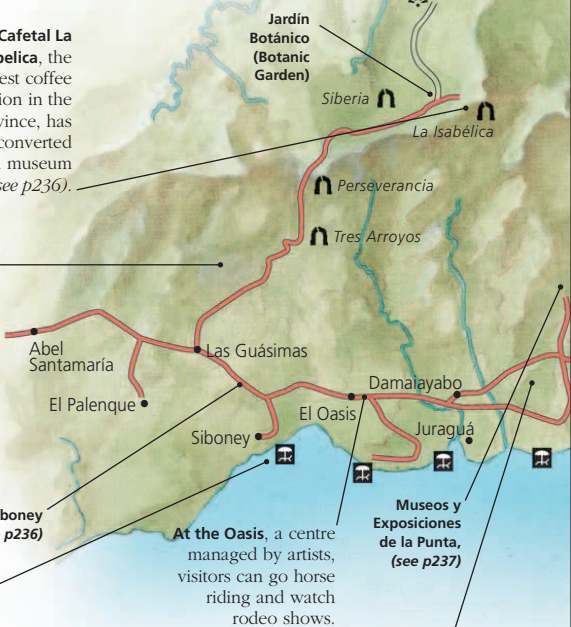 Cafetal La
belica, the
est coffee
ion in the
vince, has
converted
museum
see p236).
Jardín
Botánico
(Botanic
Garden)
Siberia
La Isabélica
Perseverancia
Tres Arroyos
Abel
Santamaría
Las Guásimas
El Palenque
Damaiayabo
El Oasis
Siboney
Juraguá
boney
p236)
At the Oasis, a centre
managed by artists,
visitors can go horse
riding and watch
rodeo shows.
Museos y
Exposiciones
de la Punta,
(see p237)